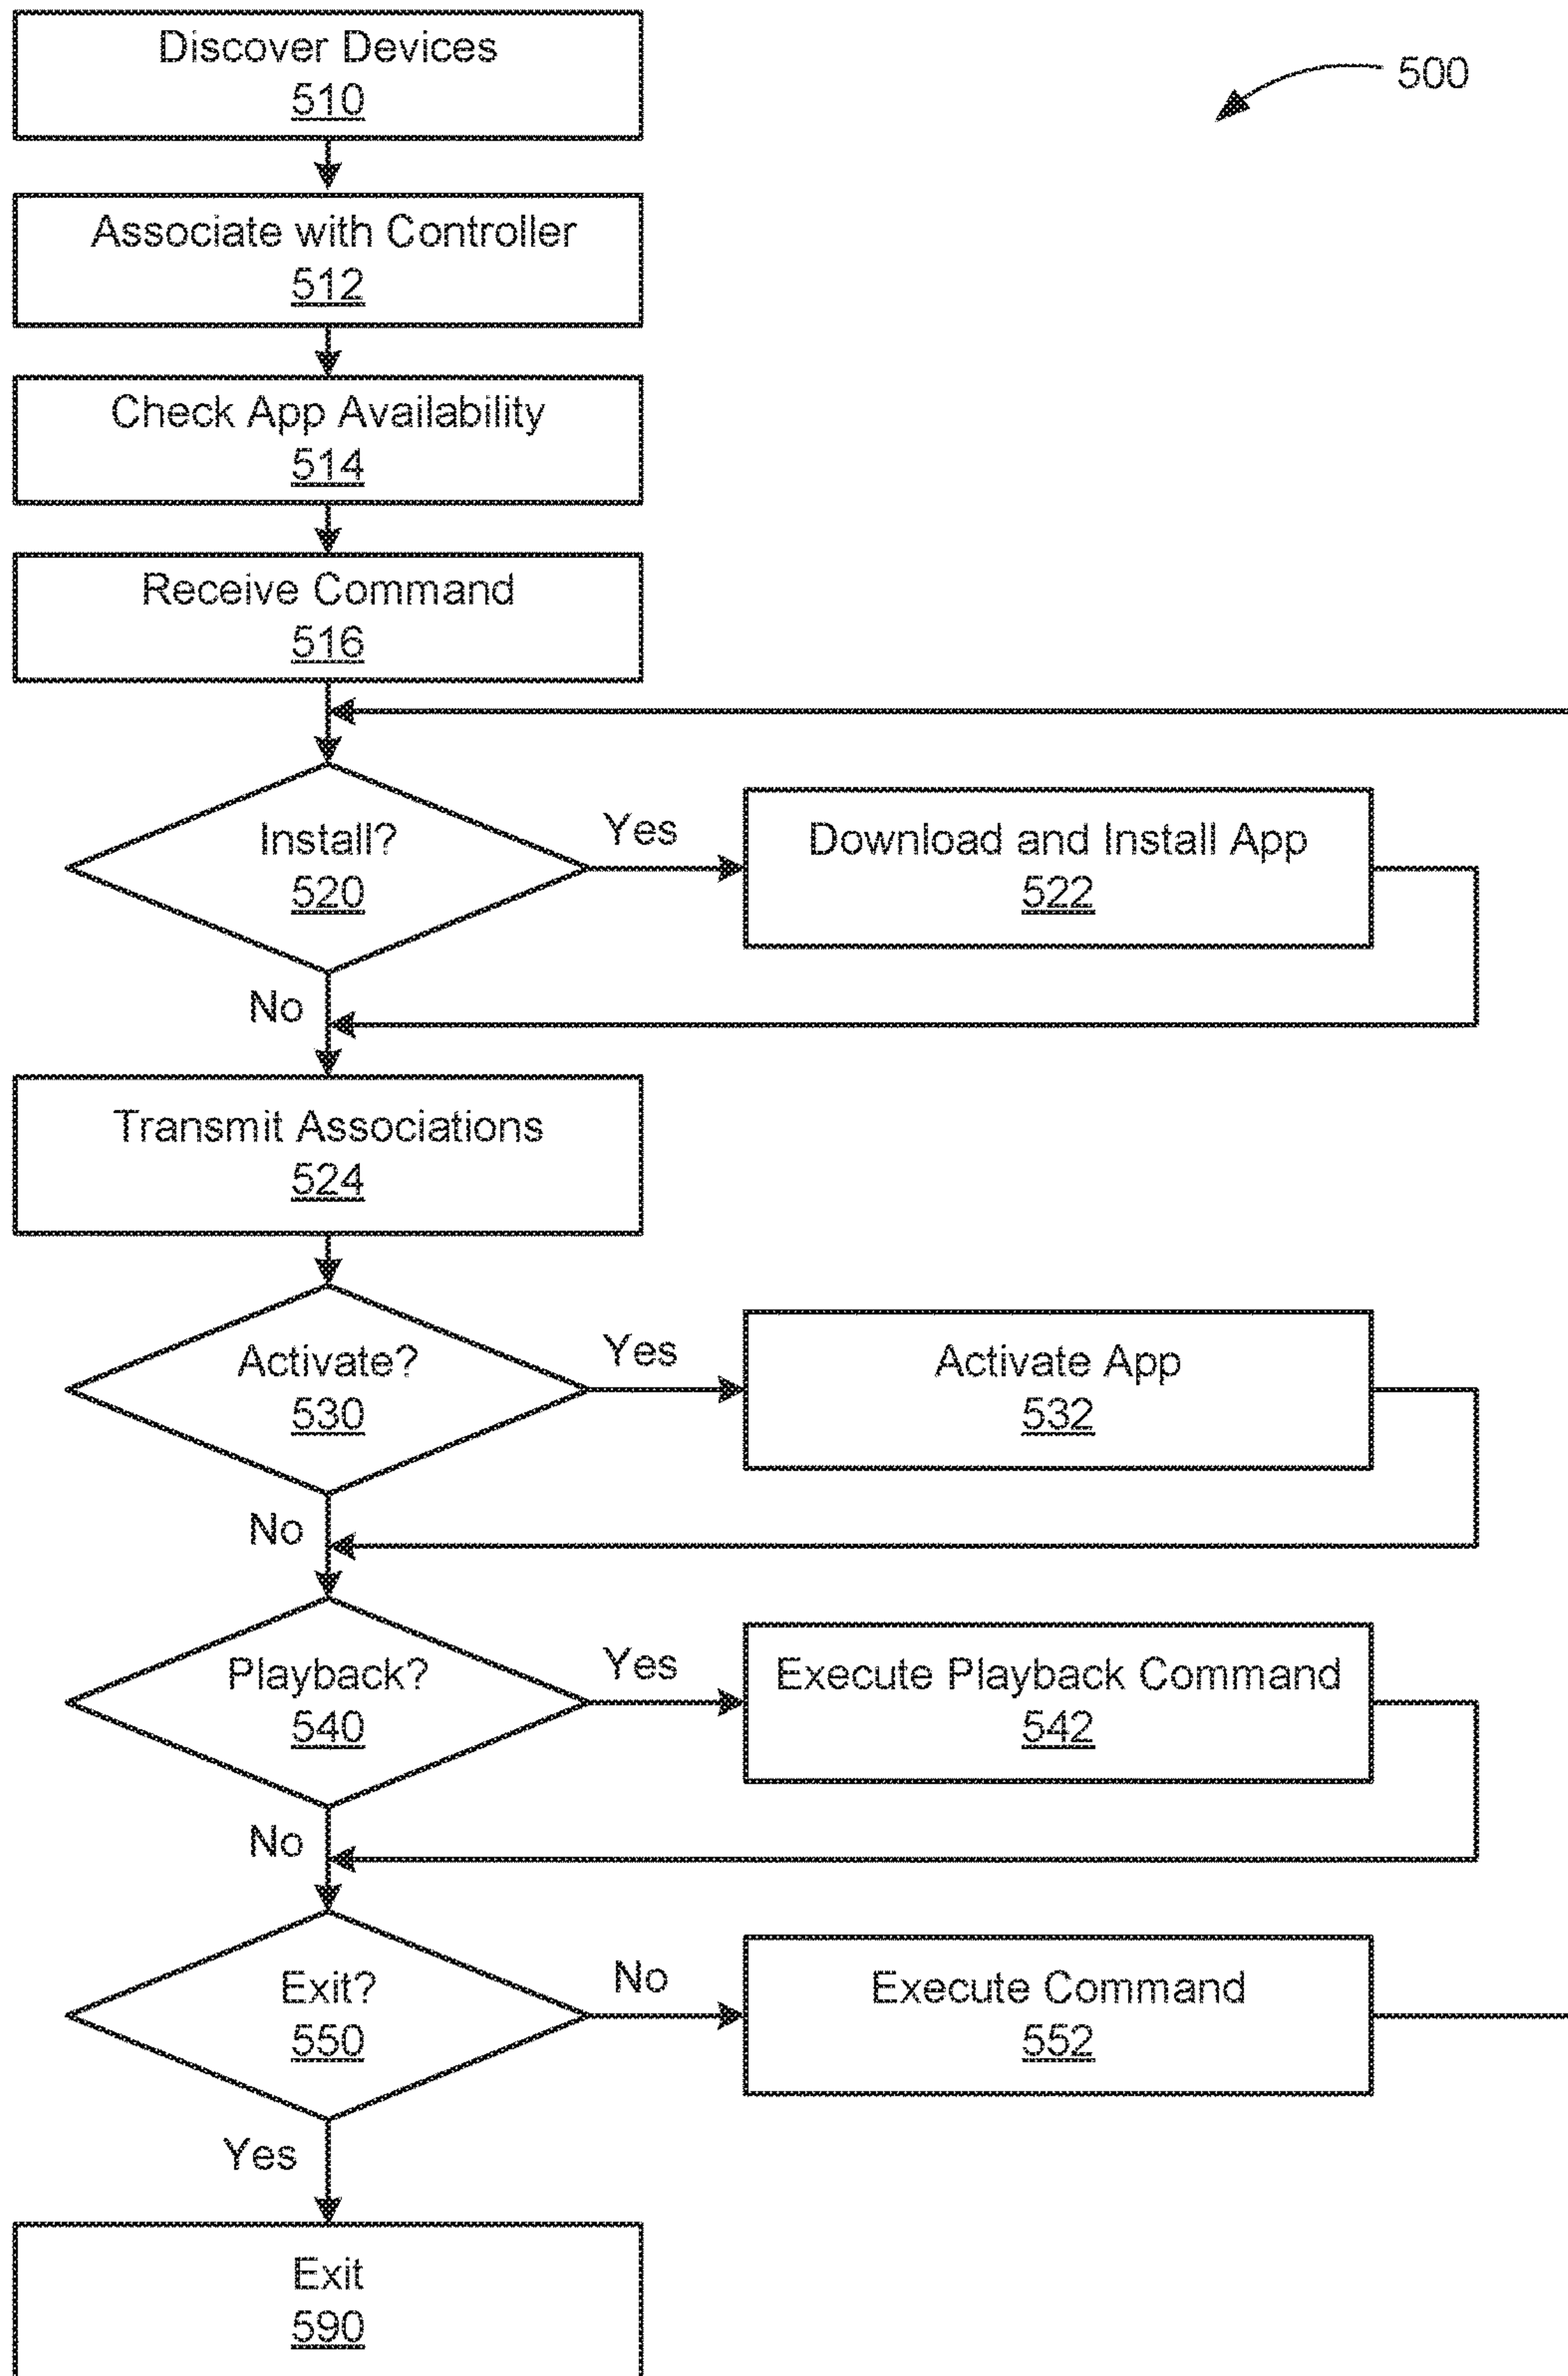 Discover Devices
510
500
Associate with Controller
512
Check App Availability
514
Receive Command
516
Install?
520
Yes
Download and Install App
522
No
Transmit Associations
524
Activate?
530
Yes
Activate App
532
No
Playback?
540
Yes
Execute Playback Command
542
No
Exit?
550
No
Execute Command
552
Yes
Exit
590